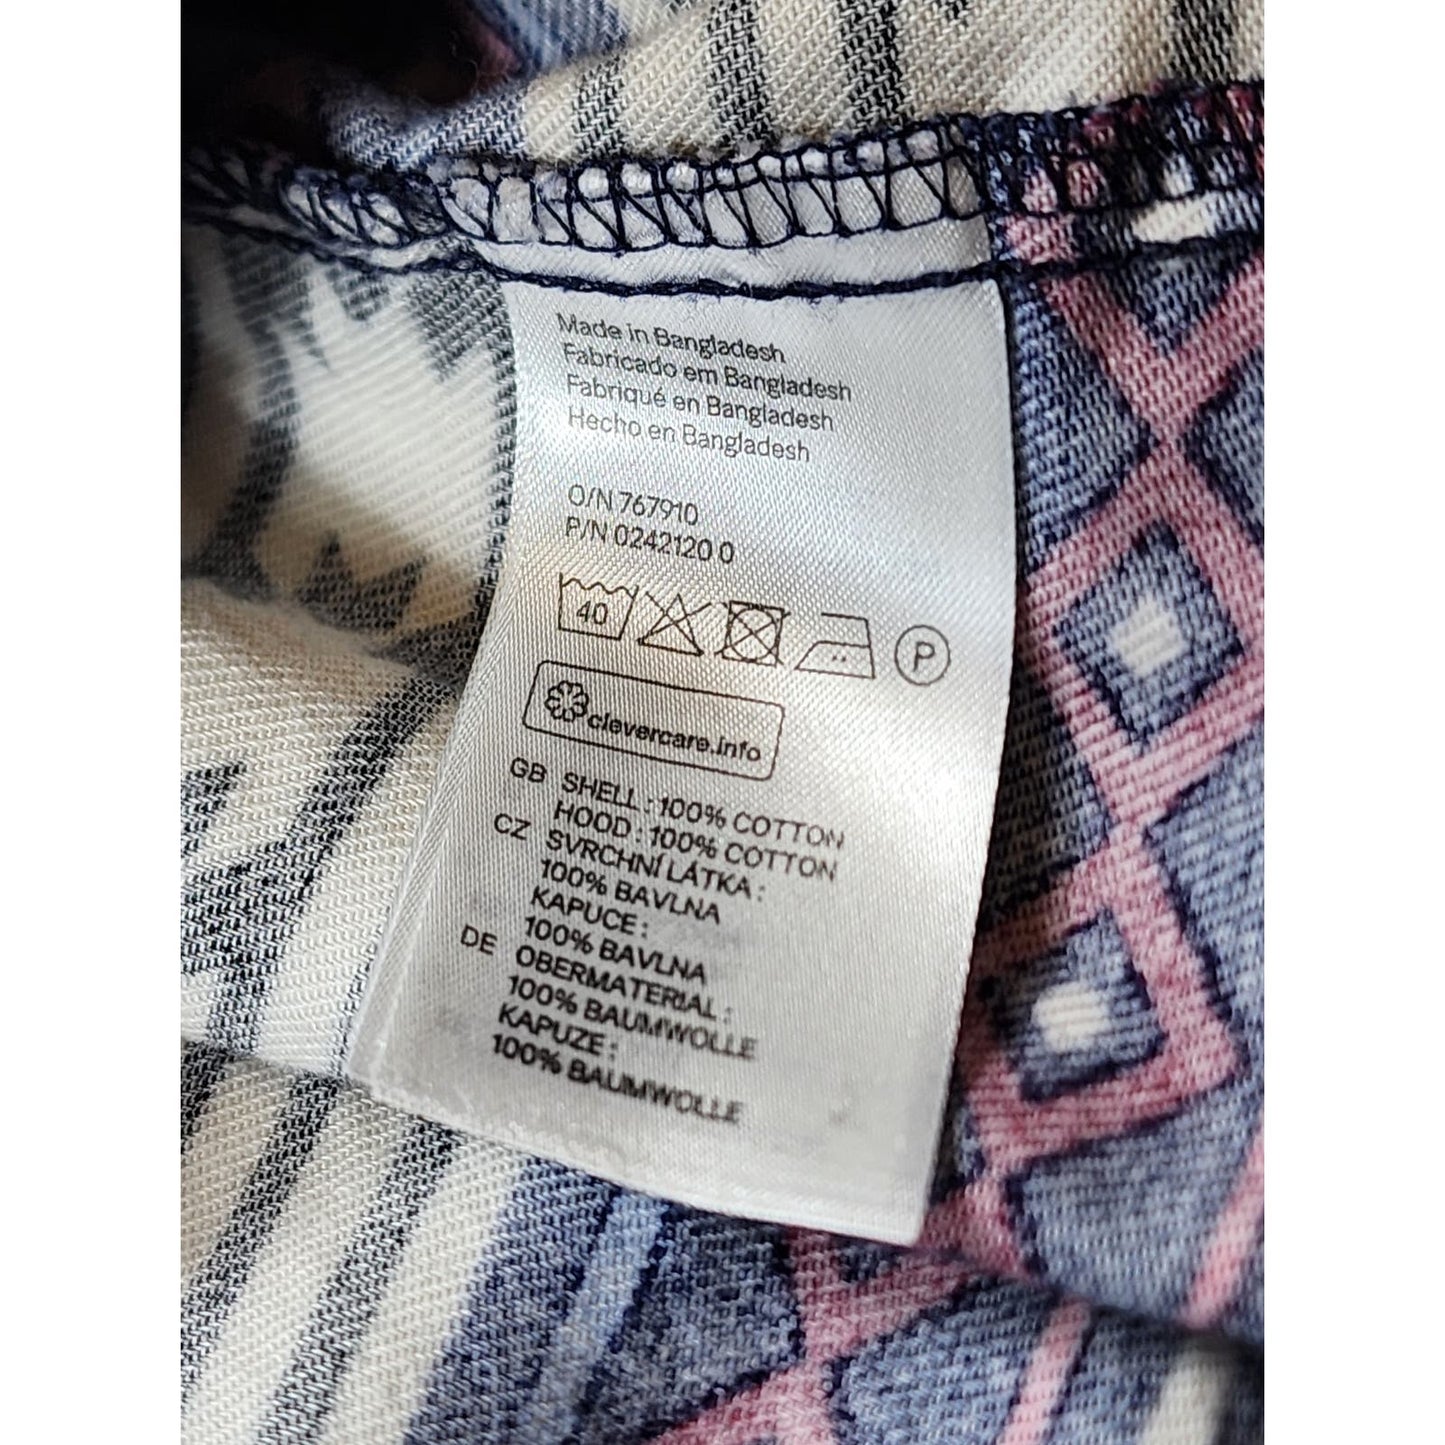 Made in Bangladesh
Fabricado em Bangladesh
Fabriqué en Bangladesh
Hecho en Bangladesh
O/N 767910
P/N 0242120 0
40 P
clevercare.info
GB SHELL : 100% COTTON
HOOD : 100% COTTON
CZ SVRCHNÍ LÁTKA :
100% BAVLNA
KAPUCE :
100% BAVLNA
DE OBERMATERIAL :
100% BAUMWOLLE
KAPUZE :
100% BAUMWOLLE